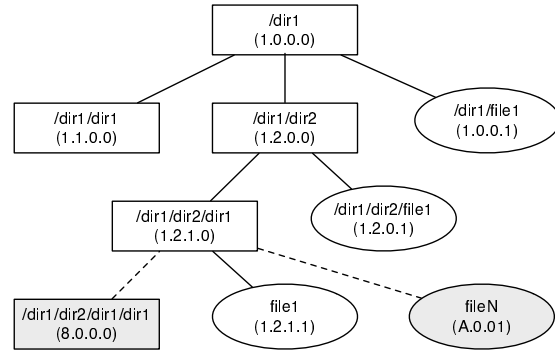 /dir1
(1.0.0.0)
/dir1/dir1
(1.1.0.0)
/dir1/dir2
(1.2.0.0)
/dir1/file1
(1.0.0.1)
/dir1/dir2/dir1
(1.2.1.0)
/dir1/dir2/file1
(1.2.0.1)
/dir1/dir2/dir1/dir1
(8.0.0.0)
file1
(1.2.1.1)
fileN
(A.0.01)